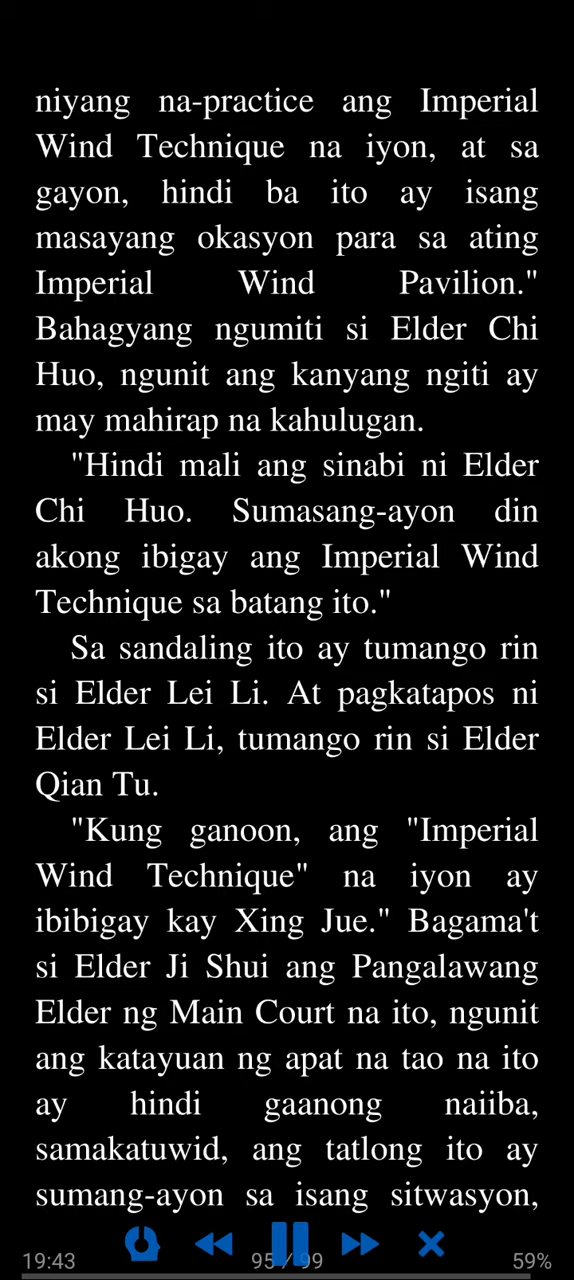 niyang na-practice ang Imperial
Wind Technique na iyon, at sa
gayon, hindi ba ito ay isang
masayang okasyon para sa ating
Imperial Wind Pavilion."
Bahagyang ngumiti si Elder Chi
Huo, ngunit ang kanyang ngiti ay
may mahirap na kahulugan.
"Hindi mali ang sinabi ni Elder
Chi Huo. Sumasang-ayon din
akong ibigay ang Imperial Wind
Technique sa batang ito."
Sa sandaling ito ay tumango rin
si Elder Lei Li. At pagkatapos ni
Elder Lei Li, tumango rin si Elder
Qian Tu.
"Kung ganoon, ang "Imperial
Wind Technique" na iyon ay
ibibigay kay Xing Jue." Bagama't
si Elder Ji Shui ang Pangalawang
Elder ng Main Court na ito, ngunit
ang katayuan ng apat na tao na ito
ay hindi gaanong naiiba,
samakatuwid, ang tatlong ito ay
sumang-ayon sa isang sitwasyon,
19:43 95 / 99 59%